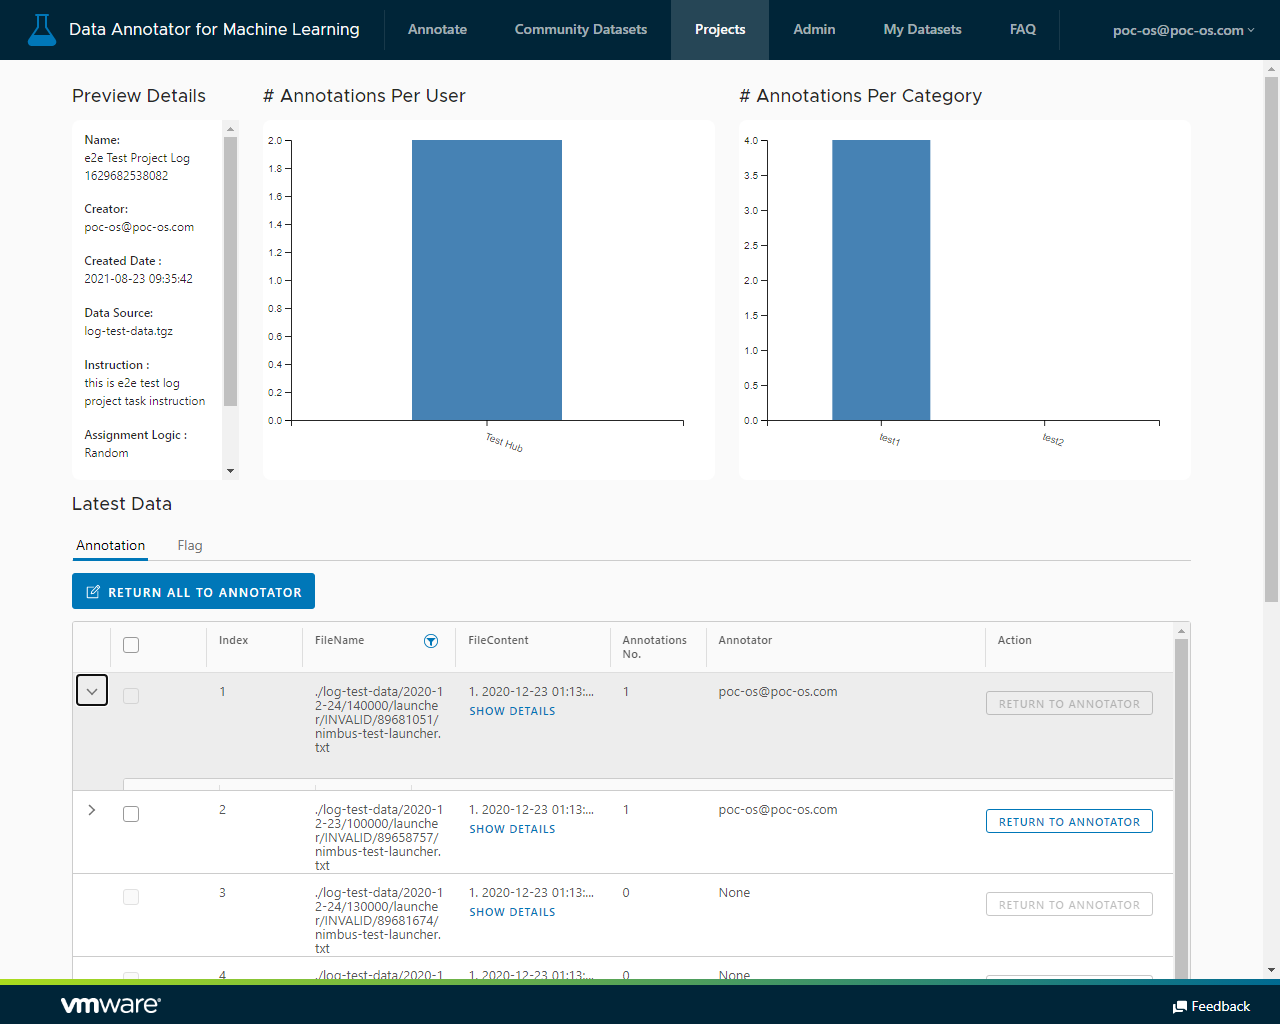 Data Annotator for Machine Learning
Annotate
Community Datasets
Projects
Admin
My Datasets
FAQ
poc-os@poc-os.com
Preview Details
# Annotations Per User
# Annotations Per Category
Name:
e2e Test Project Log
1629682538082
Creator:
poc-os@poc-os.com
Created Date :
2021-08-23 09:35:42
Data Source:
log-test-data.tgz
Instruction :
this is e2e test log
project task instruction
Assignment Logic :
Random
2.0
1.8
1.6
1.4
1.2
1.0
0.8
0.6
0.4
0.2
0.0
Test Hub
4.0
3.5
3.0
2.5
2.0
1.5
1.0
0.5
0.0
test1
test2
Latest Data
Annotation
Flag
RETURN ALL TO ANNOTATOR
Index
FileName
FileContent
Annotations
No.
Annotator
Action
1
./log-test-data/2020-1
2-24/140000/launche
r/INVALID/89681051/
nimbus-test-launcher.
txt
1. 2020-12-23 01:13:...
SHOW DETAILS
1
poc-os@poc-os.com
RETURN TO ANNOTATOR
2
./log-test-data/2020-1
2-23/100000/launche
r/INVALID/89658757/
nimbus-test-launcher.
txt
1. 2020-12-23 01:13:...
SHOW DETAILS
1
poc-os@poc-os.com
RETURN TO ANNOTATOR
3
./log-test-data/2020-1
2-24/130000/launche
r/INVALID/89681674/
nimbus-test-launcher.
txt
1. 2020-12-23 01:13:...
SHOW DETAILS
0
None
RETURN TO ANNOTATOR
4
./log-test-data/2020-1
1. 2020-12-23 01:13:...
0
None
vmware
Feedback